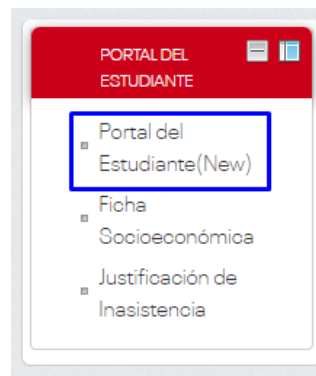 PORTAL DEL
ESTUDIANTE
Portal del
Estudiante(New)
Ficha
Socioeconómica
Justificación de
Inasistencia